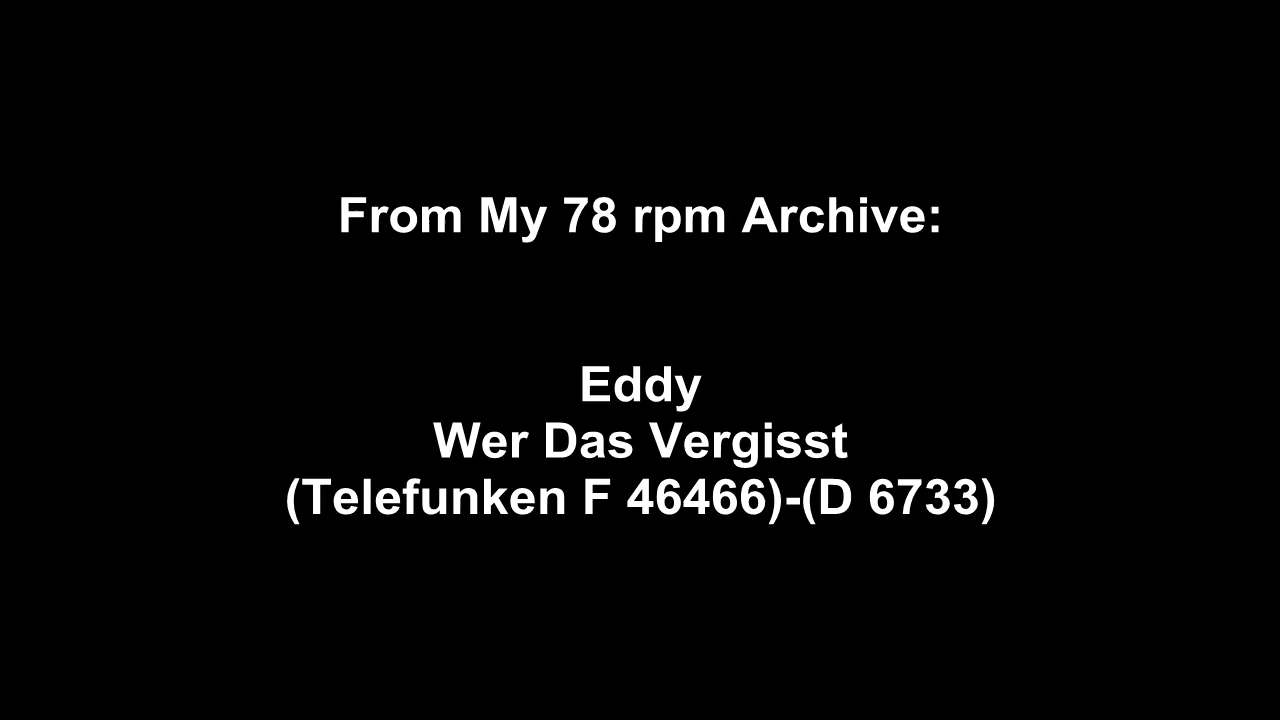 From My 78 rpm Archive:
Eddy
Wer Das Vergisst
(Telefunken F 46466)-(D 6733)